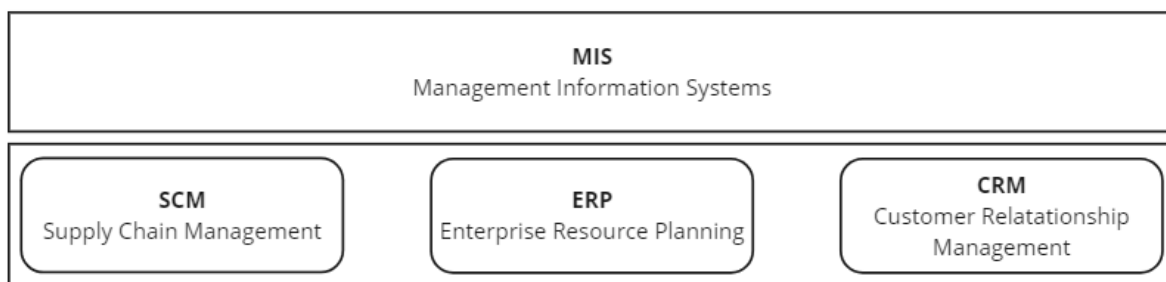 MIS
Management Information Systems
SCM
Supply Chain Management
ERP
Enterprise Resource Planning
CRM
Customer Relatationship
Management